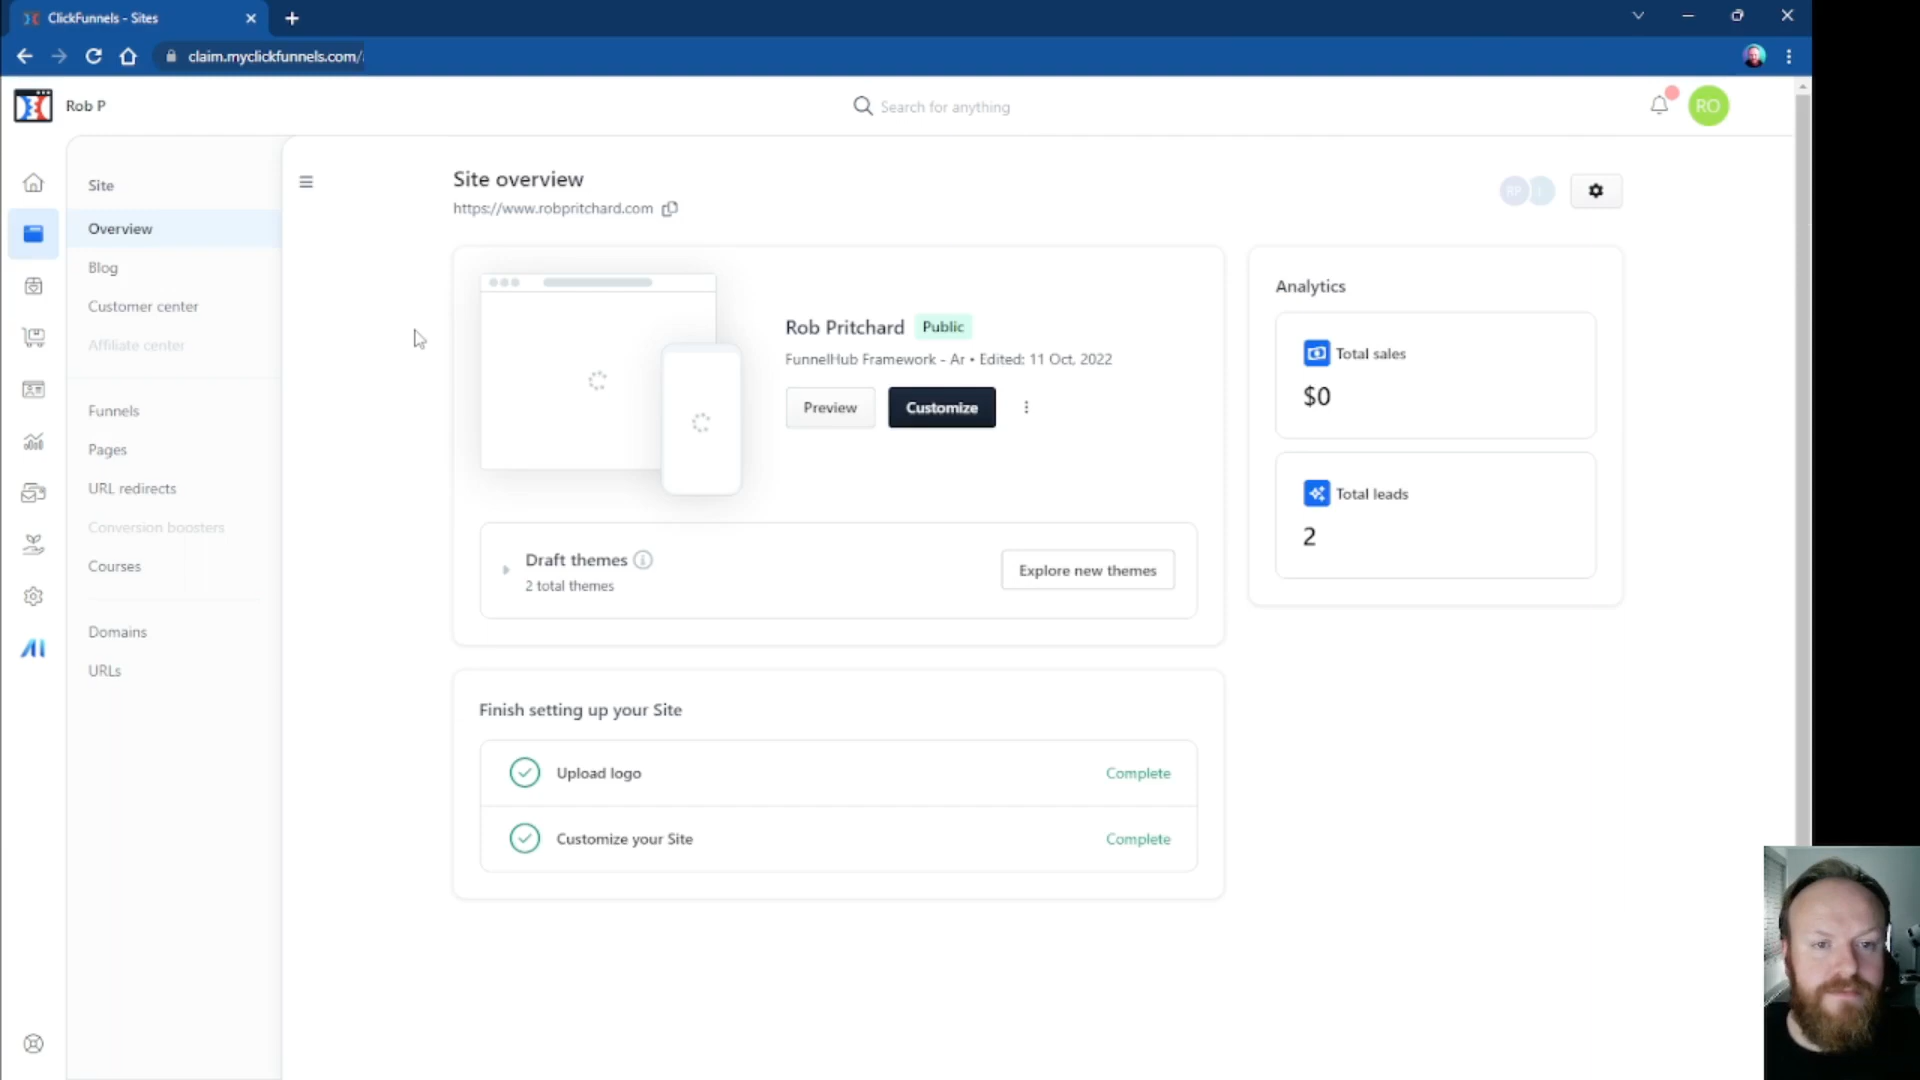 ClickFunnels - Sites
claim.myclickfunnels.com/
Rob P
Search for anything
RO
Site
Overview
Blog
Customer center
Affiliate center
Funnels
Pages
URL redirects
Conversion boosters
Courses
Domains
URLs
AI
Site overview
https://www.robpritchard.com
RP
Rob Pritchard Public
FunnelHub Framework - Ar • Edited: 11 Oct, 2022
Preview Customize
Draft themes
2 total themes
Explore new themes
Analytics
Total sales
$0
Total leads
2
Finish setting up your Site
Upload logo Complete
Customize your Site Complete